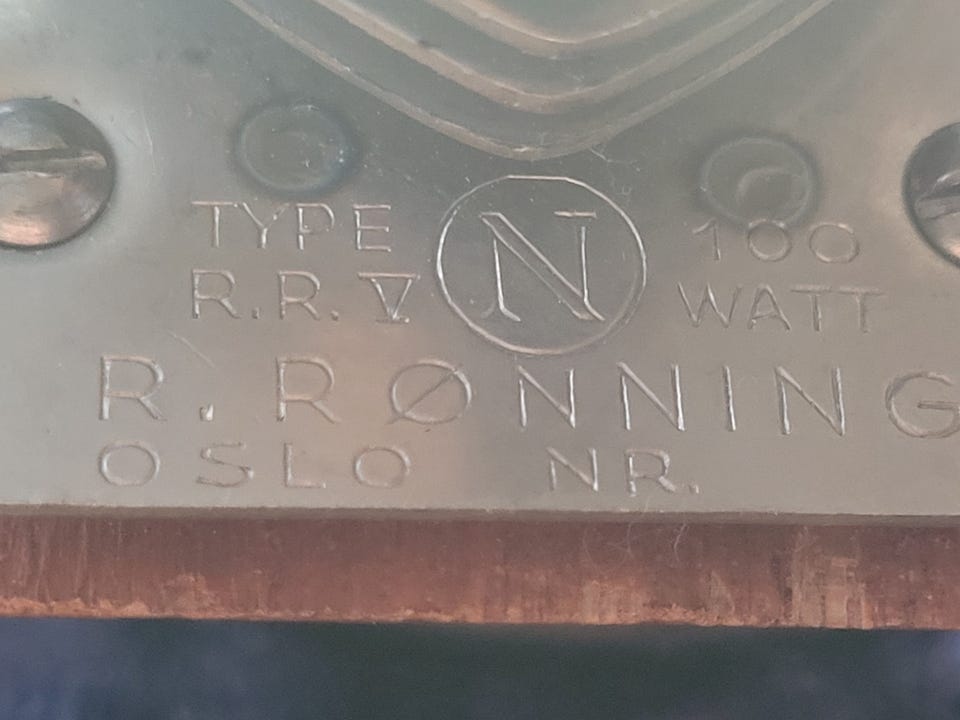 TYPE N 100
R.R. V WATT
R. RØNNING
OSLO NR.